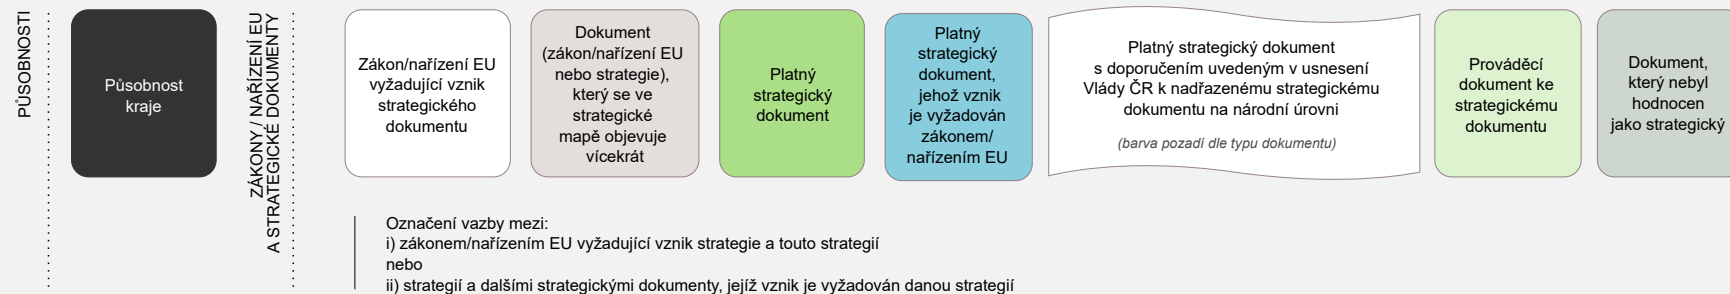 PŮSOBNOSTI
Působnost
kraje
ZÁKONY / NAŘÍZENÍ EU
A STRATEGICKÉ DOKUMENTY
Zákon/nařízení EU
vyžadující vznik
strategického
dokumentu
Dokument
(zákon/nařízení EU
nebo strategie),
který se ve
strategické
mapě objevuje
vícekrát
Platný
strategický
dokument
Platný
strategický
dokument,
jehož vznik
je vyžadován
zákonem/
nařízením EU
Platný strategický dokument
s doporučením uvedeným v usnesení
Vlády ČR k nadřazenému strategickému
dokumentu na národní úrovni
(barva pozadí dle typu dokumentu)
Prováděcí
dokument ke
strategickému
dokumentu
Dokument,
který nebyl
hodnocen
jako strategický
Označení vazby mezi:
i) zákonem/nařízením EU vyžadující vznik strategie a touto strategií
nebo
ii) strategií a dalšími strategickými dokumenty, jejíž vznik je vyžadován danou strategií